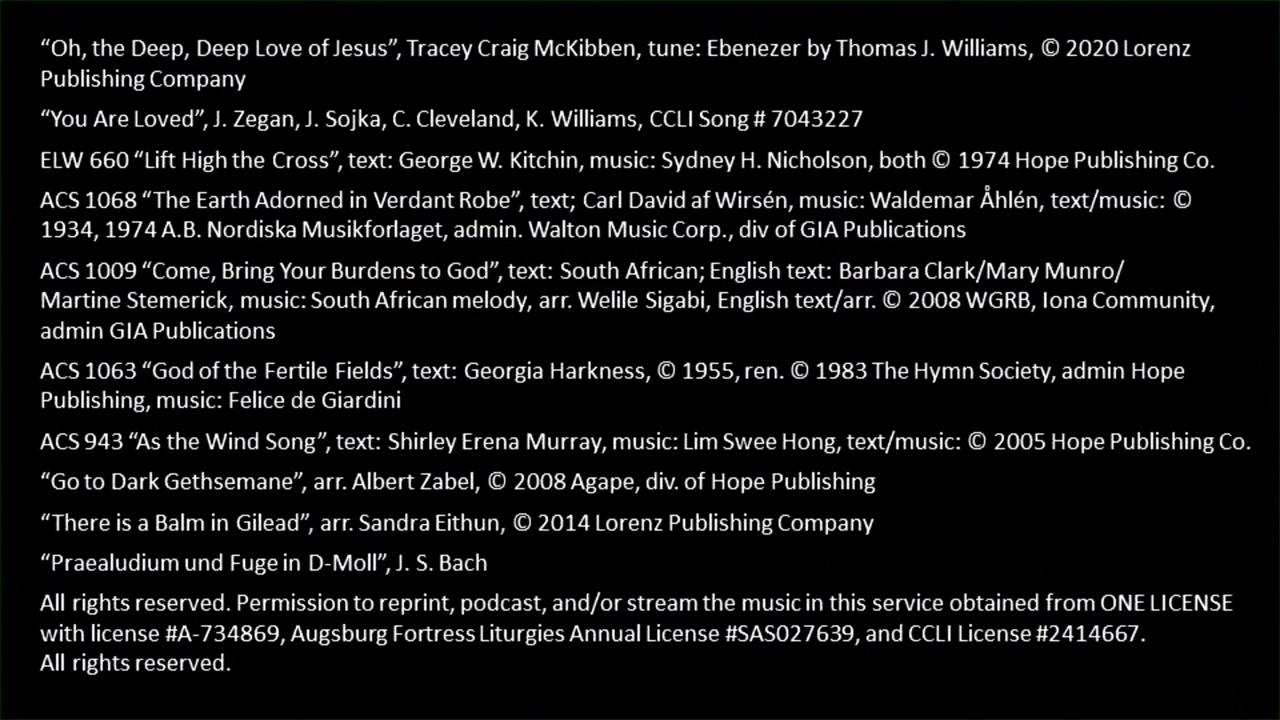 “Oh, the Deep, Deep Love of Jesus”, Tracey Craig McKibben, tune: Ebenezer by Thomas J. Williams, © 2020 Lorenz
Publishing Company
“You Are Loved”, J. Zegan, J. Sojka, C. Cleveland, K. Williams, CCLI Song # 7043227
ELW 660 “Lift High the Cross”, text: George W. Kitchin, music: Sydney H. Nicholson, both © 1974 Hope Publishing Co.
ACS 1068 “The Earth Adorned in Verdant Robe”, text; Carl David af Wirsén, music: Waldemar Åhlén, text/music: ©
1934, 1974 A.B. Nordiska Musikforlaget, admin. Walton Music Corp., div of GIA Publications
ACS 1009 “Come, Bring Your Burdens to God”, text: South African; English text: Barbara Clark/Mary Munro/
Martine Stemerick, music: South African melody, arr. Welile Sigabi, English text/arr. © 2008 WGRB, Iona Community,
admin GIA Publications
ACS 1063 “God of the Fertile Fields”, text: Georgia Harkness, © 1955, ren. © 1983 The Hymn Society, admin Hope
Publishing, music: Felice de Giardini
ACS 943 “As the Wind Song”, text: Shirley Erena Murray, music: Lim Swee Hong, text/music: © 2005 Hope Publishing Co.
“Go to Dark Gethsemane”, arr. Albert Zabel, © 2008 Agape, div. of Hope Publishing
“There is a Balm in Gilead”, arr. Sandra Eithun, © 2014 Lorenz Publishing Company
“Praealudium und Fuge in D-Moll”, J. S. Bach
All rights reserved. Permission to reprint, podcast, and/or stream the music in this service obtained from ONE LICENSE
with license #A-734869, Augsburg Fortress Liturgies Annual License #SAS027639, and CCLI License #2414667.
All rights reserved.